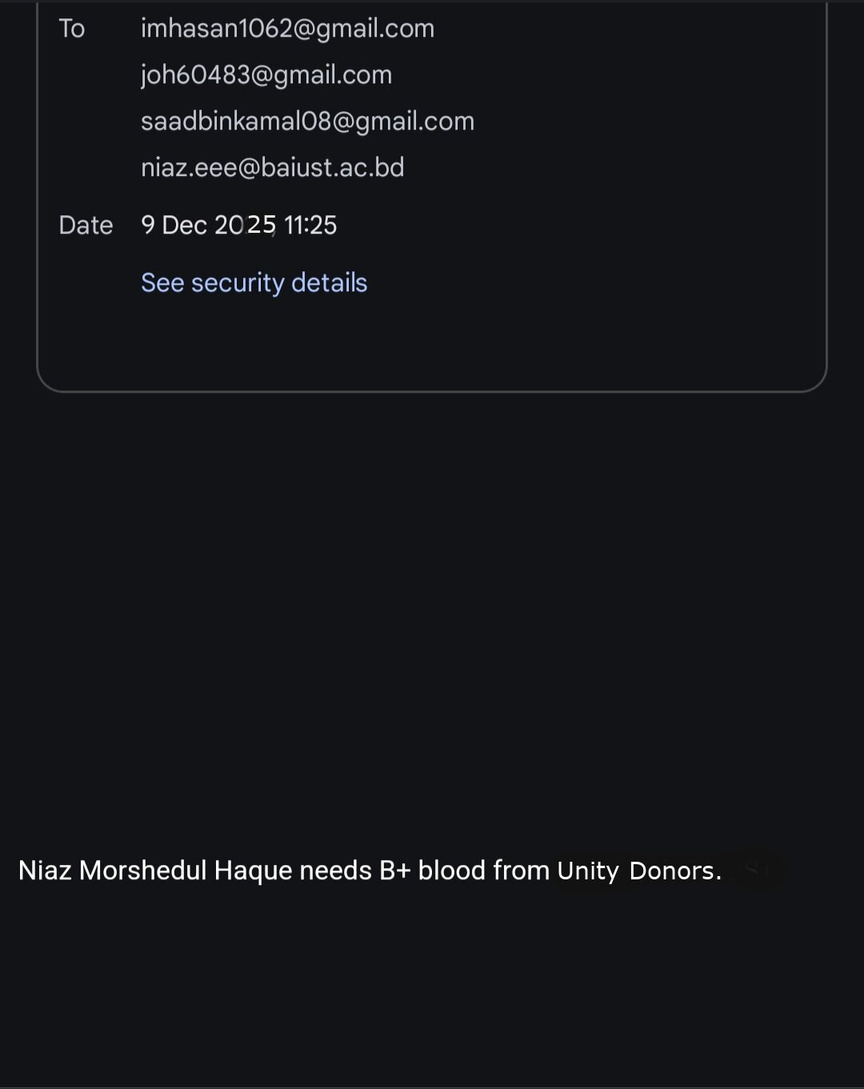 To imhasan1062@gmail.com
joh60483@gmail.com
saadbinkamal08@gmail.com
niaz.eee@baiust.ac.bd
Date 9 Dec 2025 11:25
See security details
Niaz Morshedul Haque needs B+ blood from Unity Donors.